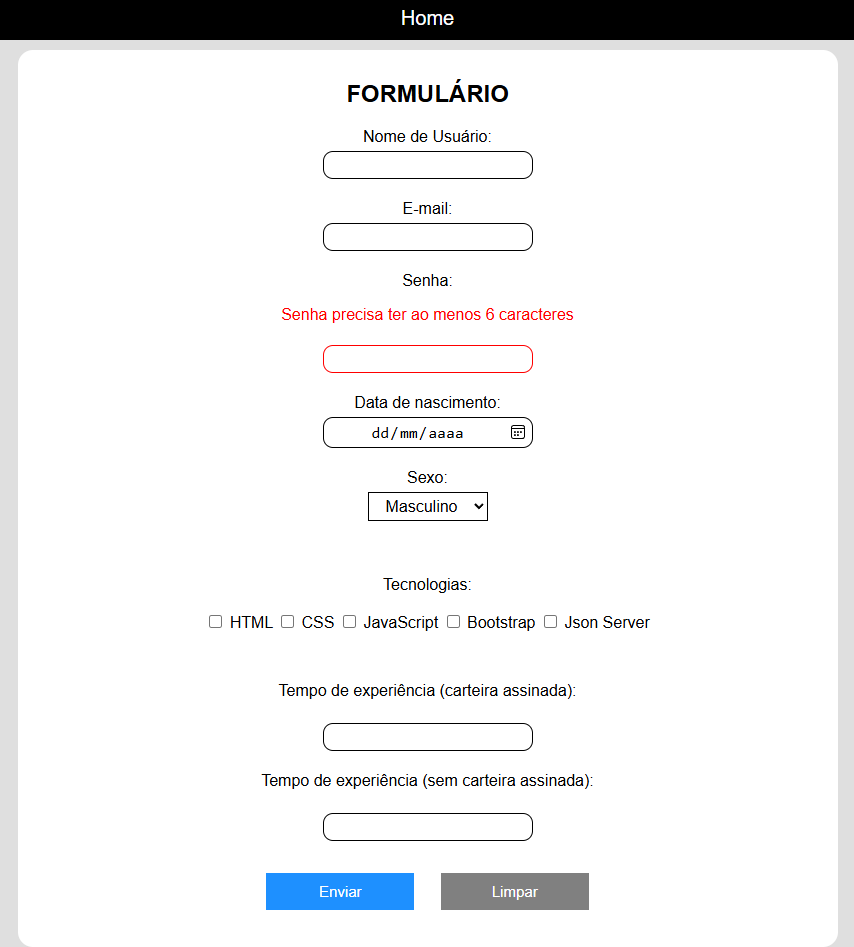 Home
FORMULÁRIO
Nome de Usuário:
E-mail:
Senha:
Senha precisa ter ao menos 6 caracteres
Data de nascimento:
dd/mm/aaaa
Sexo:
Masculino
Tecnologias:
HTML CSS JavaScript Bootstrap Json Server
Tempo de experiência (carteira assinada):
Tempo de experiência (sem carteira assinada):
Enviar Limpar